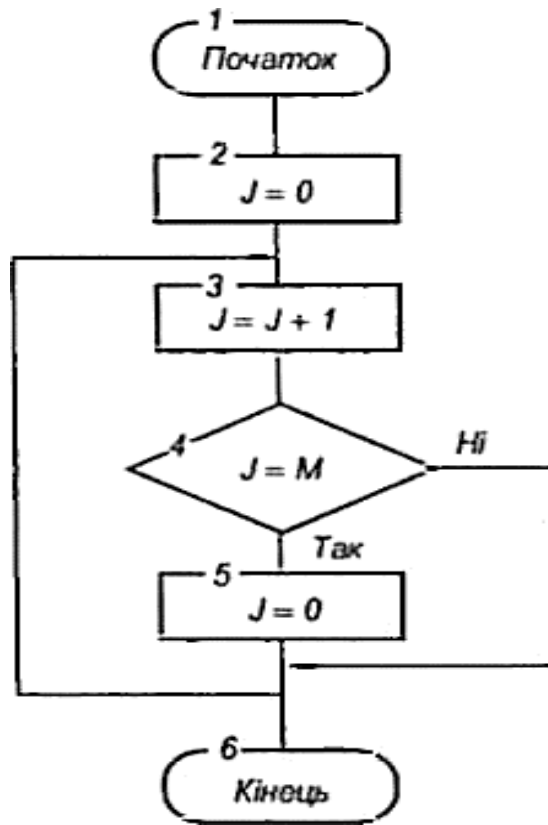 1
Початок
2
J = 0
3
J = J + 1
4
J = M
Ні
Так
5
J = 0
6
Кінець